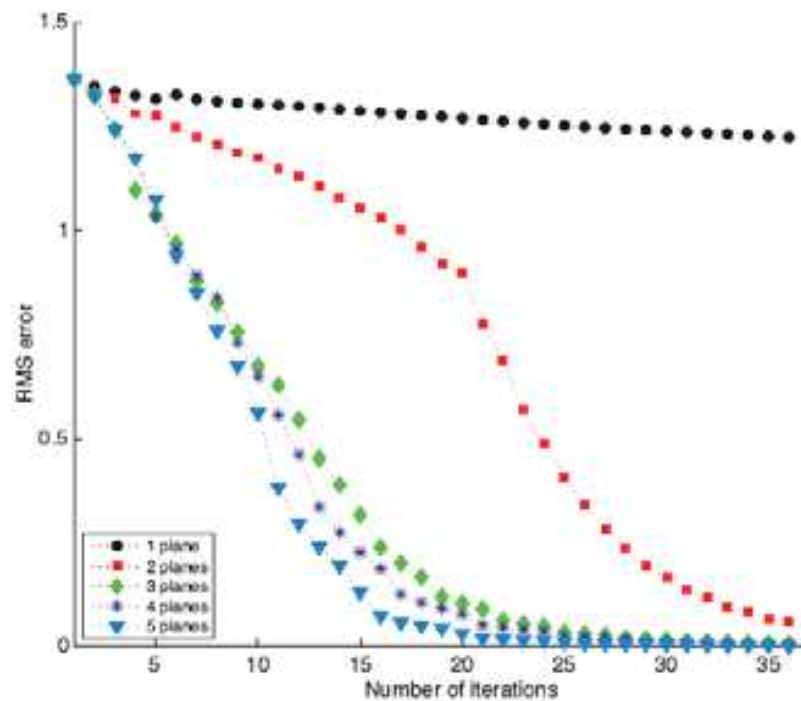 1.5
1
0.5
0
RMS error
1 plane
2 planes
3 planes
4 planes
5 planes
5 10 15 20 25 30 35
Number of Iterations